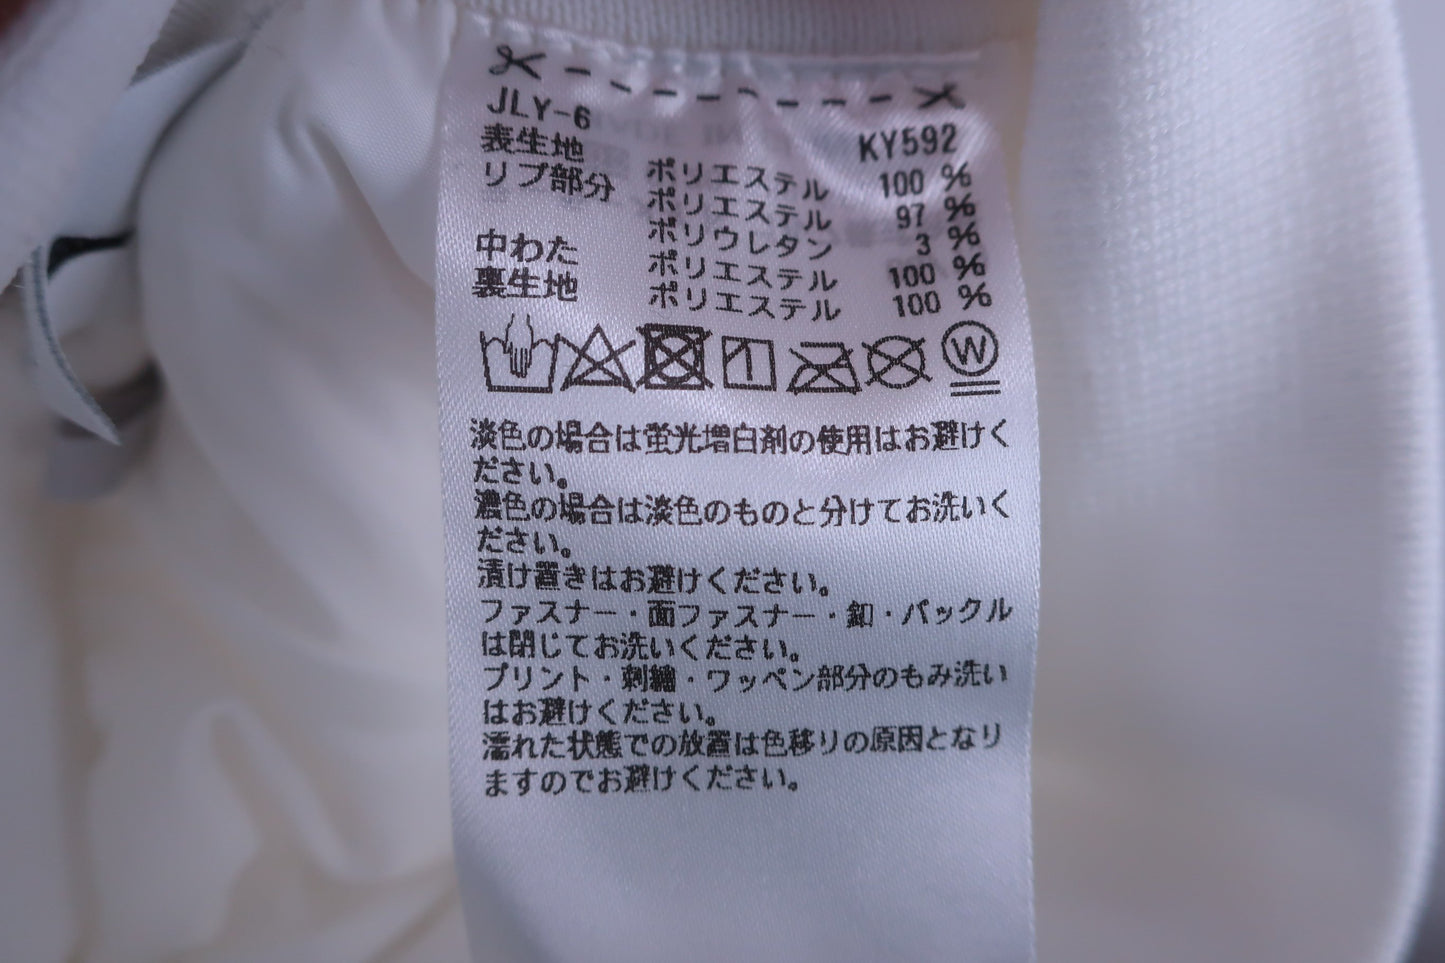 JLY-6
KY592
表生地 ポリエステル 100 %
リブ部分 ポリエステル 97 %
ポリウレタン 3 %
中わた ポリエステル 100 %
裏生地 ポリエステル 100 %
W
淡色の場合は蛍光増白剤の使用はお避けく
ださい。
濃色の場合は淡色のものと分けてお洗いく
ださい。
漬け置きはお避けください。
ファスナー・面ファスナー・釦・バックル
は閉じてお洗いください。
プリント・刺繍・ワッペン部分のもみ洗い
はお避けください。
濡れた状態での放置は色移りの原因となり
ますのでお避けください。